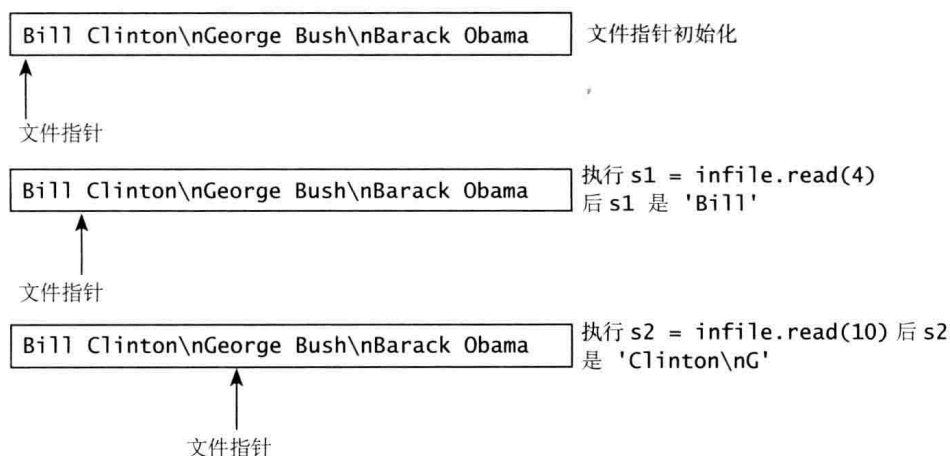 Bill Clinton\nGeorge Bush\nBarack Obama 文件指针初始化
文件指针
Bill Clinton\nGeorge Bush\nBarack Obama
执行 s1 = infile.read(4)
后 s1 是 'Bill'
文件指针
Bill Clinton\nGeorge Bush\nBarack Obama
执行 s2 = infile.read(10) 后 s2
是 'Clinton\nG'
文件指针